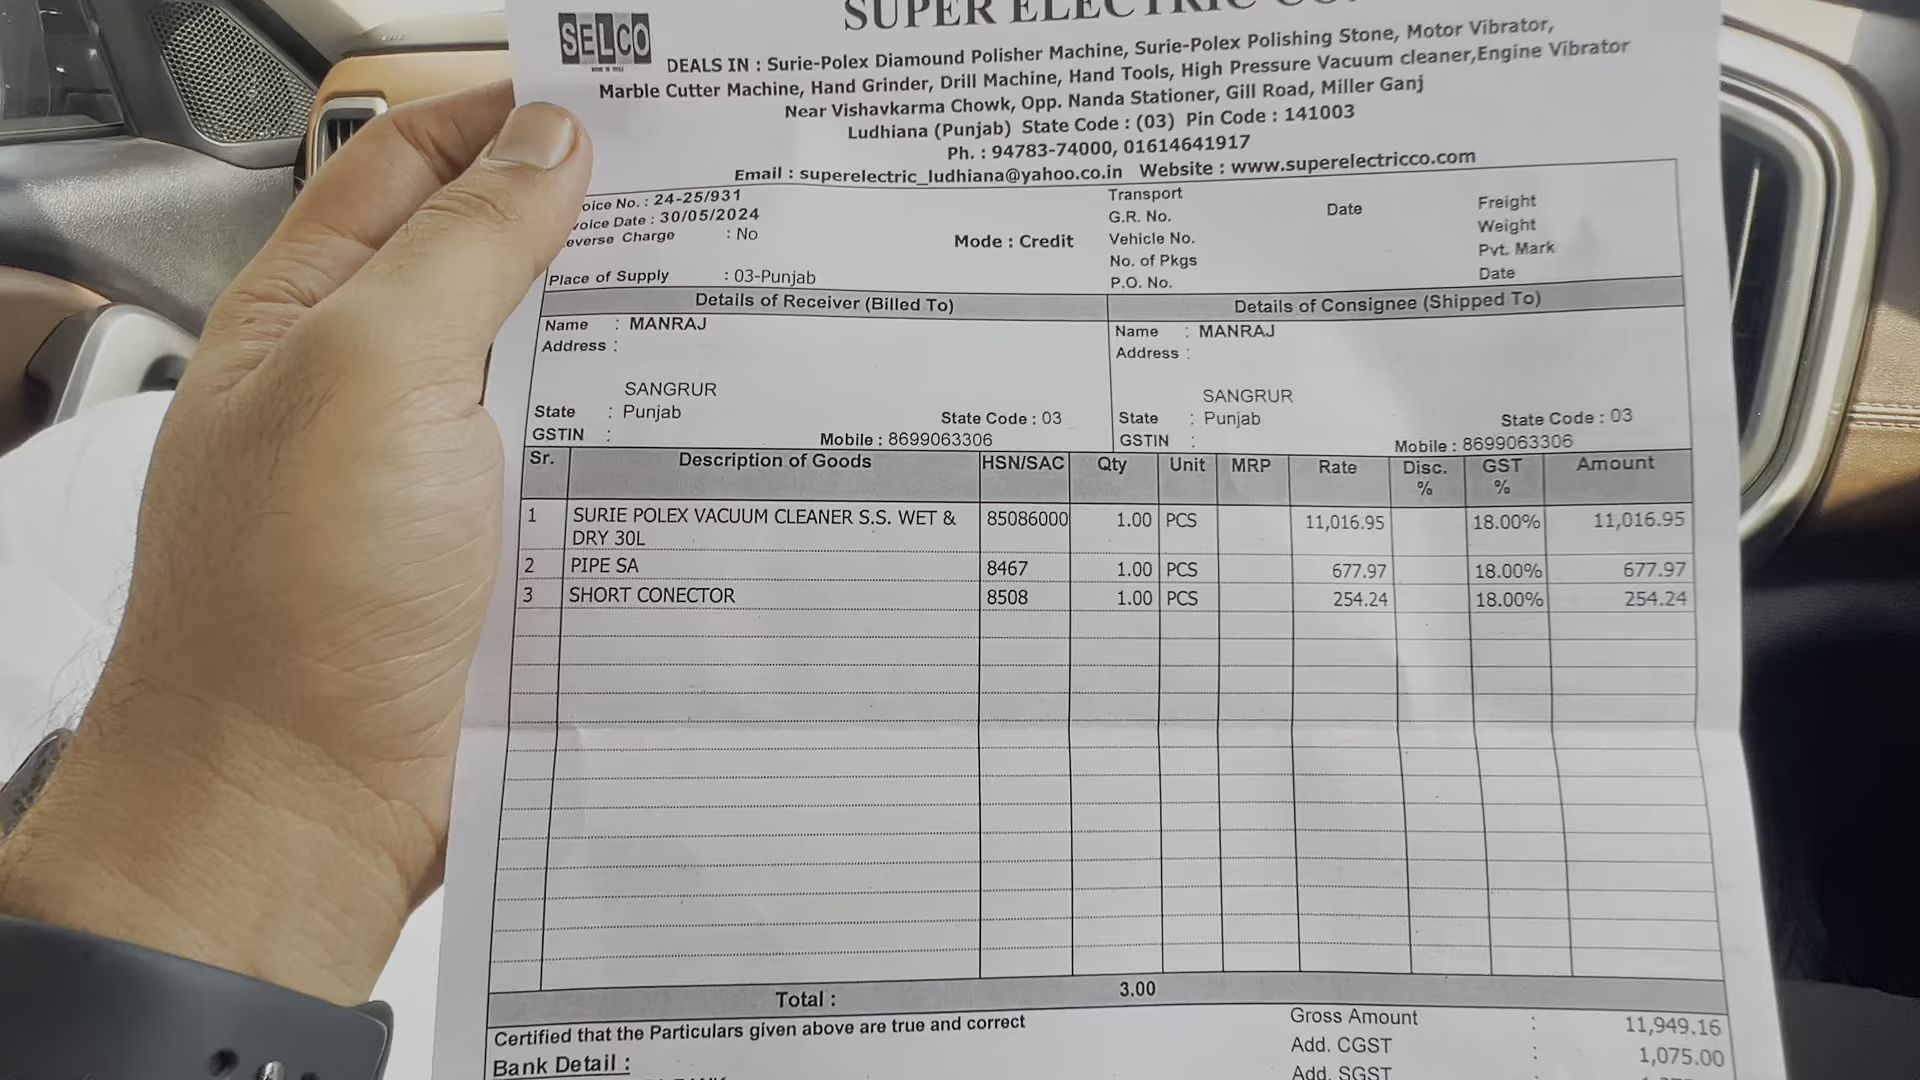 SUPER ELECTRIC CO.
SELCO
DEALS IN : Surie-Polex Diamound Polisher Machine, Surie-Polex Polishing Stone, Motor Vibrator,
Marble Cutter Machine, Hand Grinder, Drill Machine, Hand Tools, High Pressure Vacuum cleaner,Engine Vibrator
Near Vishavkarma Chowk, Opp. Nanda Stationer, Gill Road, Miller Ganj
Ludhiana (Punjab) State Code : (03) Pin Code : 141003
Ph. : 94783-74000, 01614641917
Email : superelectric_ludhiana@yahoo.co.in Website : www.superelectricco.com
oice No. : 24-25/931
voice Date : 30/05/2024
everse Charge : No
Place of Supply : 03-Punjab
Mode : Credit
Transport
G.R. No. Date
Vehicle No.
No. of Pkgs
P.O. No.
Freight
Weight
Pvt. Mark
Date
Details of Receiver (Billed To) Details of Consignee (Shipped To)
Name : MANRAJ
Address :
SANGRUR
State : Punjab State Code : 03
GSTIN : Mobile : 8699063306
Name : MANRAJ
Address :
SANGRUR
State : Punjab State Code : 03
GSTIN : Mobile : 8699063306
Sr. Description of Goods HSN/SAC Qty Unit MRP Rate Disc. % GST % Amount
1 SURIE POLEX VACUUM CLEANER S.S. WET & 85086000 1.00 PCS 11,016.95 18.00% 11,016.95
DRY 30L
2 PIPE SA 8467 1.00 PCS 677.97 18.00% 677.97
3 SHORT CONECTOR 8508 1.00 PCS 254.24 18.00% 254.24
Total : 3.00
Certified that the Particulars given above are true and correct
Bank Detail :
Gross Amount : 11,949.16
Add. CGST : 1,075.00
Add. SGST